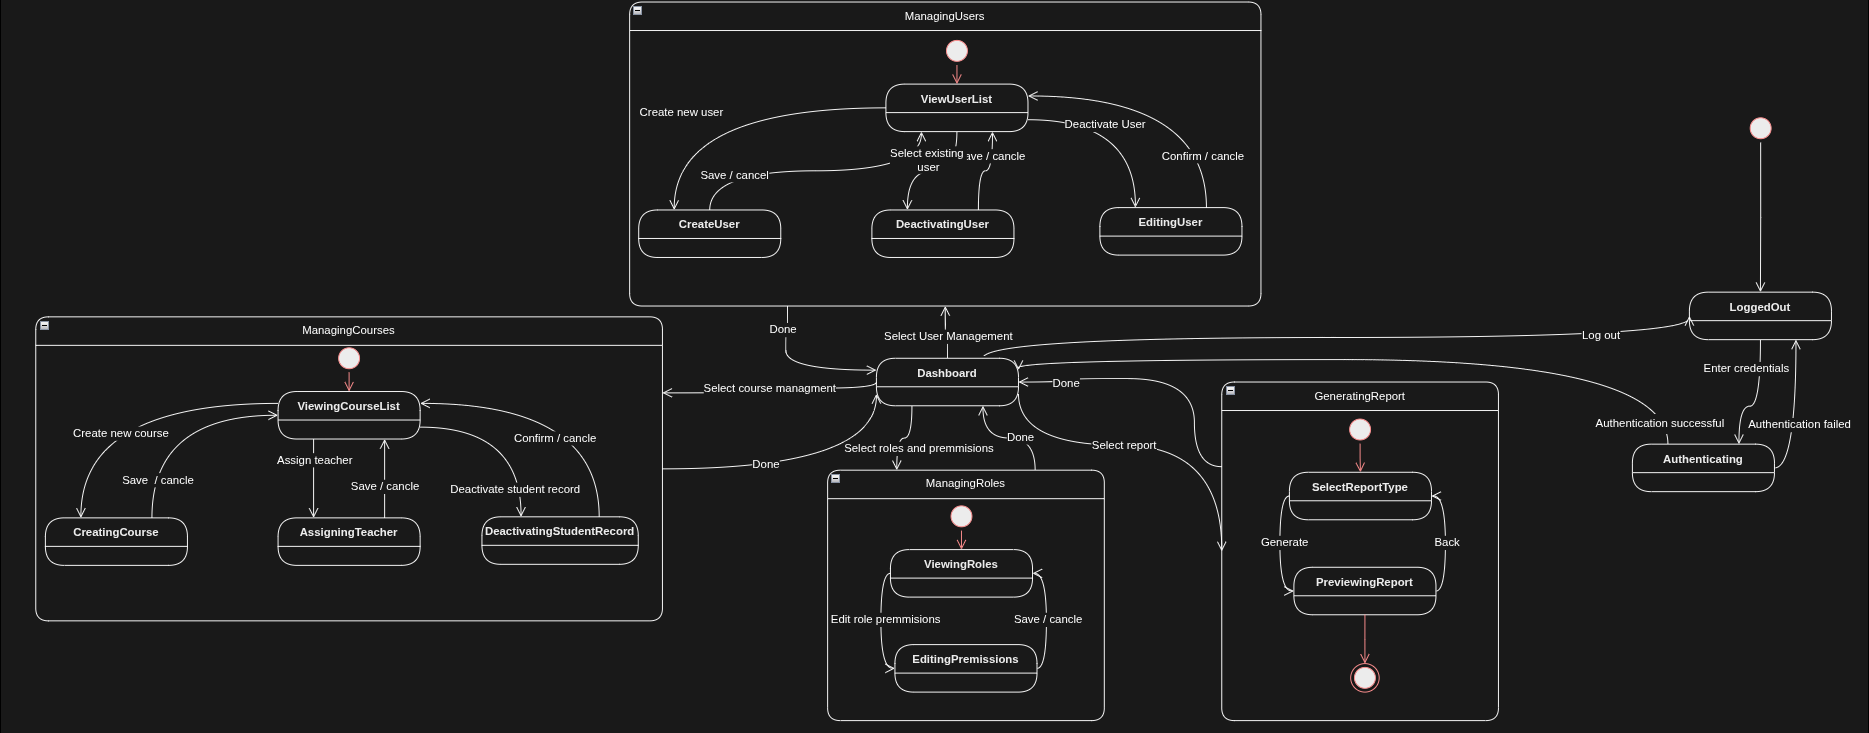 ManagingUsers
ViewUserList
Create new user
Deactivate User
Select existing
user
ave / cancle
Confirm / cancle
Save / cancel
CreateUser
DeactivatingUser
EditingUser
LoggedOut
ManagingCourses
Done
Select User Management
Log out
Dashboard
Enter credentials
Select course managment
Done
GeneratingReport
ViewingCourseList
Create new course
Confirm / cancle
Authentication successful
Authentication failed
Assign teacher
Select roles and premmisions
Done
Select report
Done
Authenticating
Save / cancle
Save / cancle
Deactivate student record
ManagingRoles
SelectReportType
CreatingCourse
AssigningTeacher
DeactivatingStudentRecord
Generate
Back
ViewingRoles
PreviewingReport
Edit role premmisions
Save / cancle
EditingPremissions